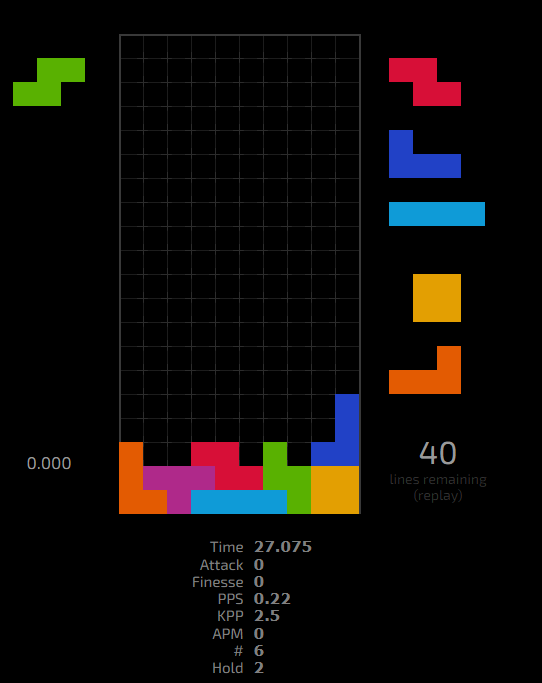 0.000
40
lines remaining
(replay)
Time 27.075
Attack 0
Finesse 0
PPS 0.22
KPP 2.5
APM 0
# 6
Hold 2